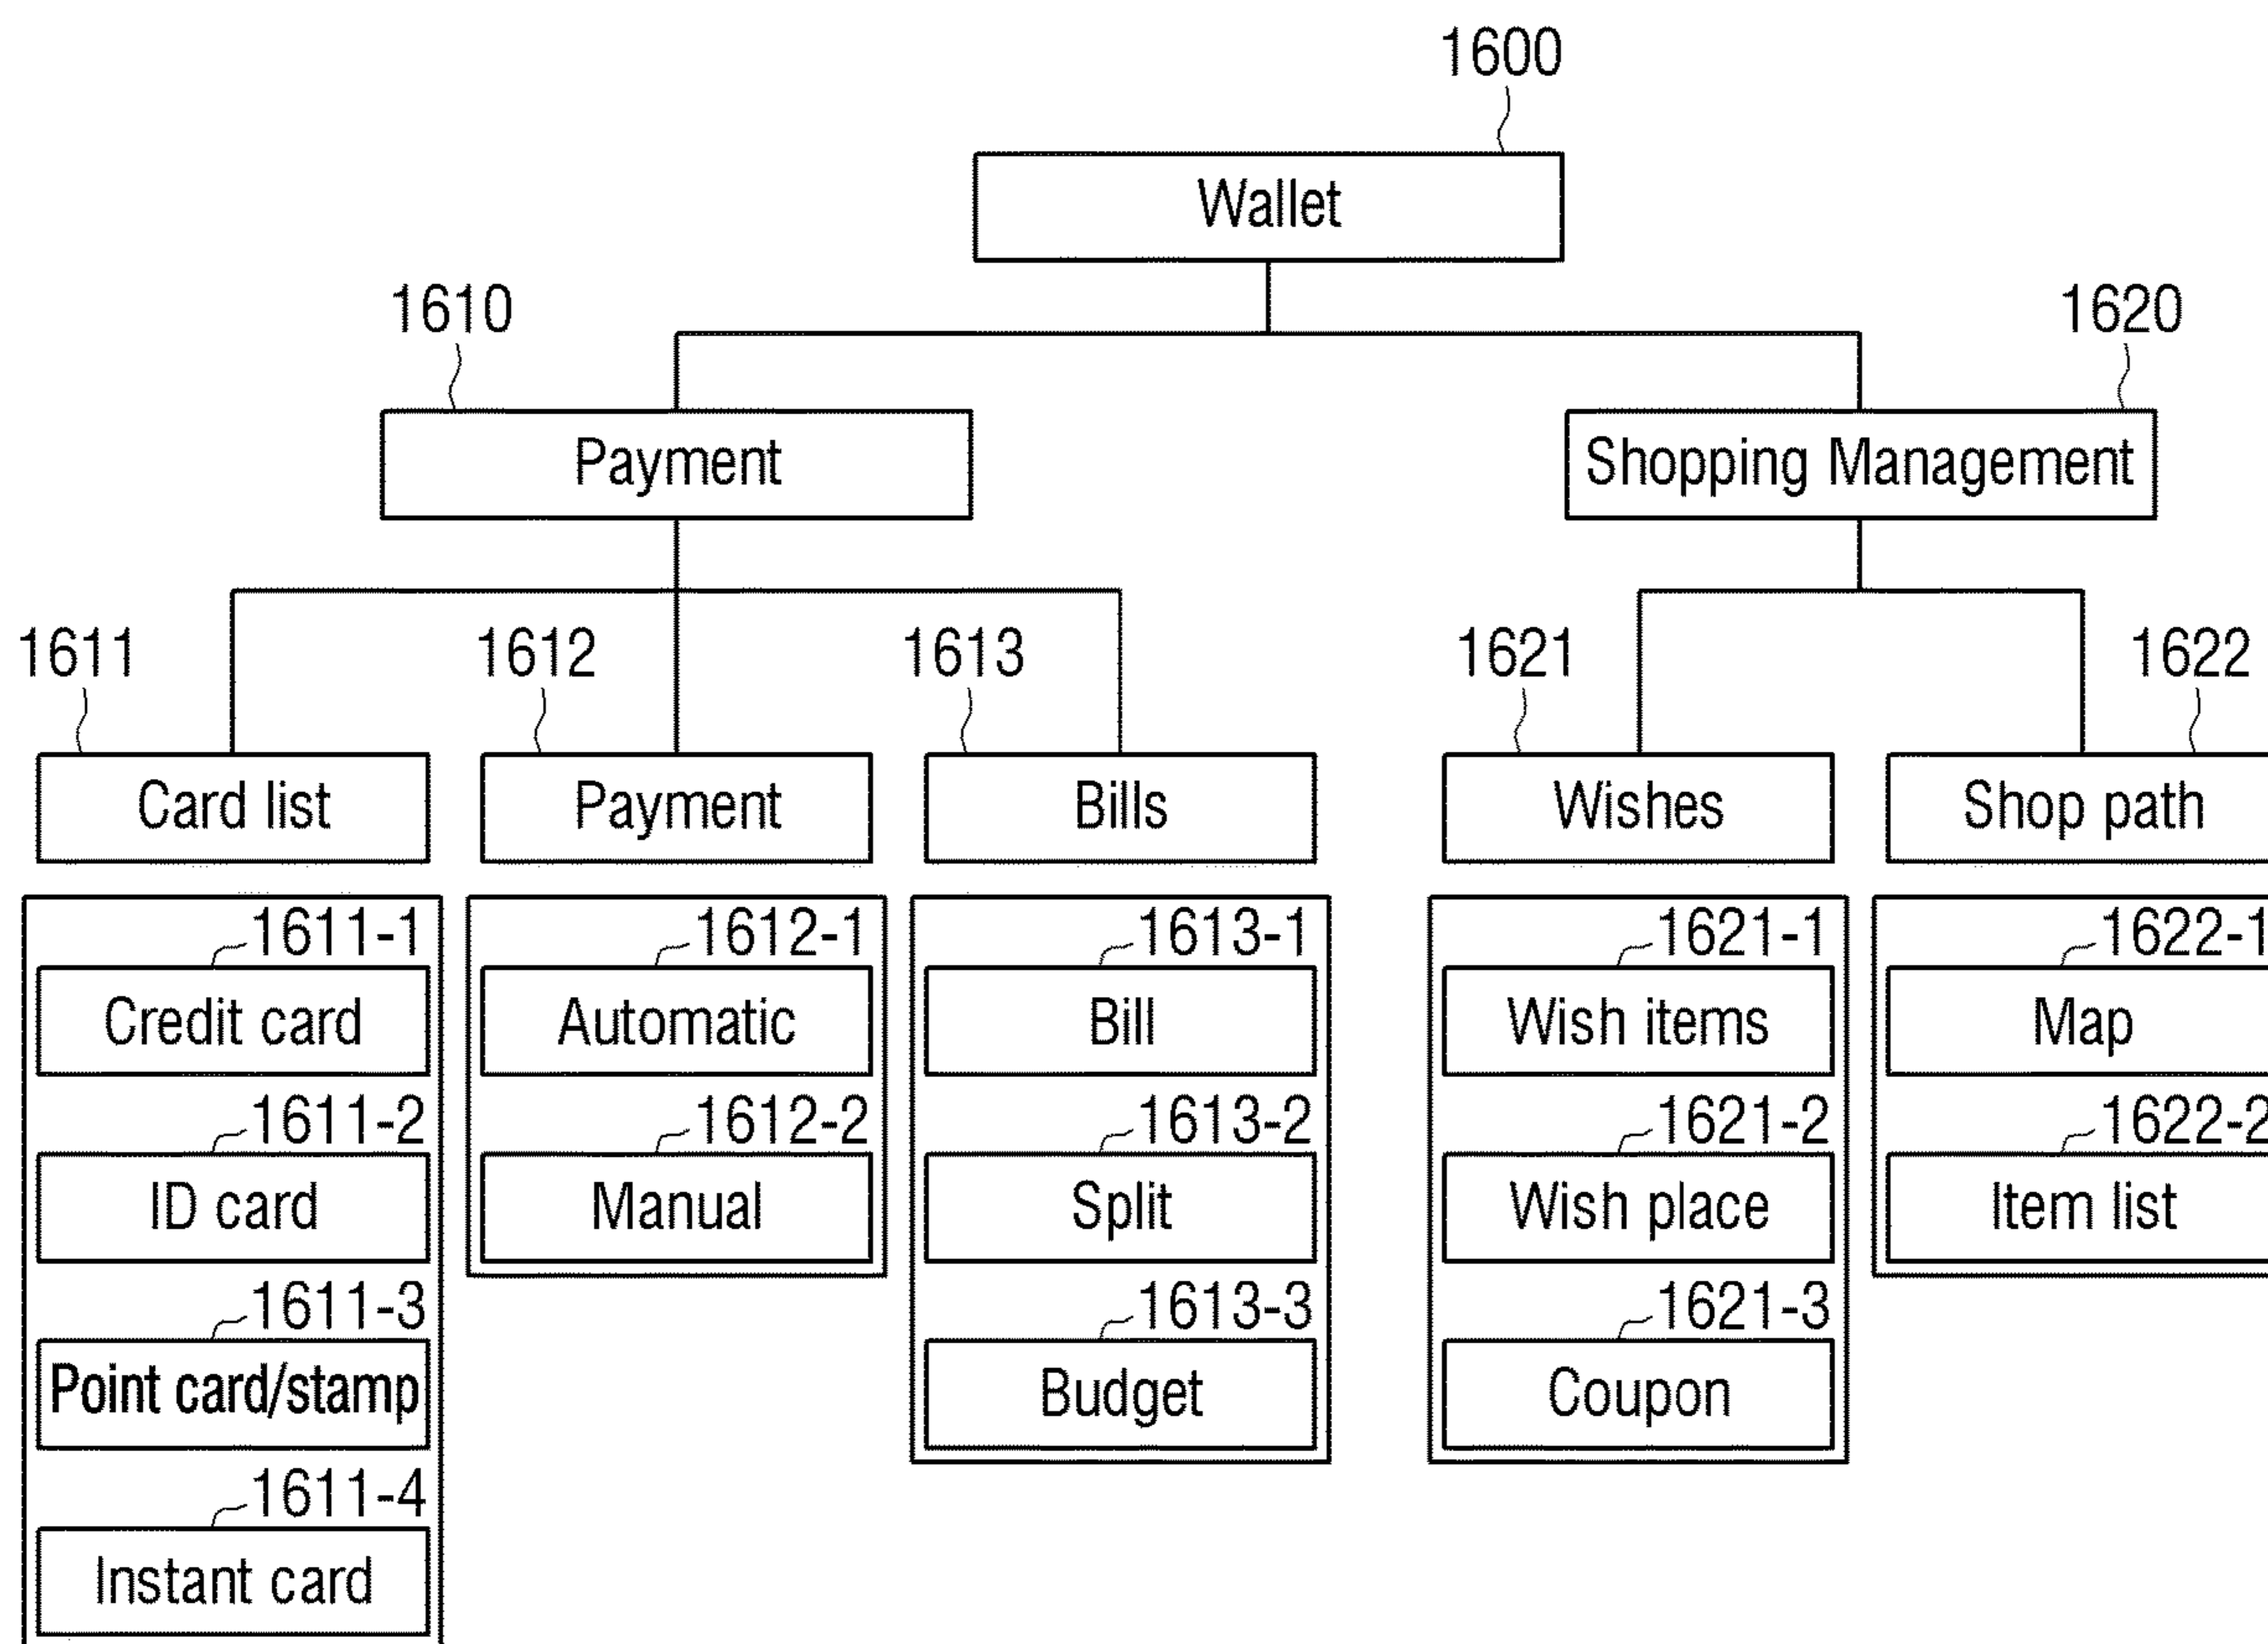 1600
Wallet
1610
1620
Payment
Shopping Management
1611
1612
1613
1621
1622
Card list
Payment
Bills
Wishes
Shop path
1611-1
1612-1
1613-1
1621-1
1622-1
Credit card
Automatic
Bill
Wish items
Map
1611-2
1612-2
1613-2
1621-2
1622-2
ID card
Manual
Split
Wish place
Item list
1611-3
1613-3
1621-3
Point card/stamp
Budget
Coupon
1611-4
Instant card